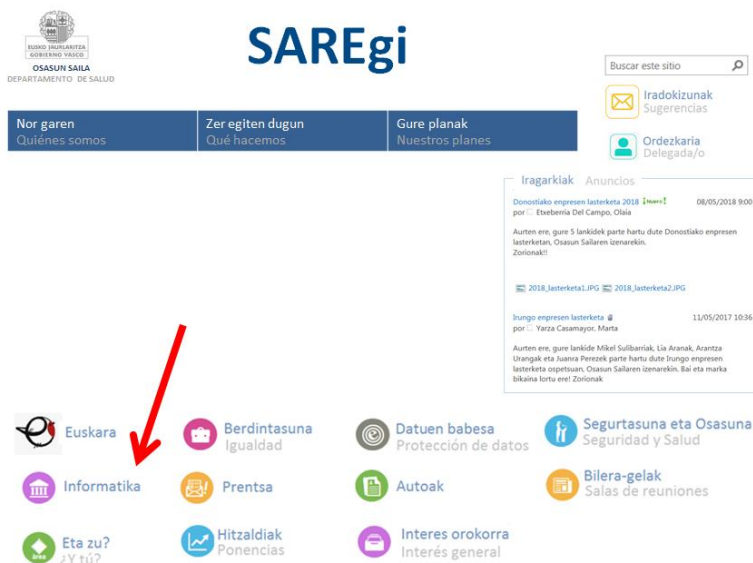 EUSKO JAURLARITZA
GOBIERNO VASCO
OSASUN SAILA
DEPARTAMENTO DE SALUD
SAREgi
Buscar este sitio
Iradokizunak
Sugerencias
Ordezkaria
Delegada/o
Nor garen
Quiénes somos
Zer egiten dugun
Qué hacemos
Gure planak
Nuestros planes
Iragarkiak Anuncios
Donostiako enpresen lasterketa 2018 ¡Nuevo! 08/05/2018 9:00
por Etxeberria Del Campo, Olaia
Aurten ere, gure 5 lankidek parte hartu dute Donostiako enpresen
lasterketan, Osasun Sailaren izenarekin.
Zorionak!!
2018_lasterketa1.JPG 2018_lasterketa2.JPG
Irungo enpresen lasterketa 11/05/2017 10:36
por Yarza Casamayor, Marta
Aurten ere, gure lankide Mikel Sulibarriak, Lia Aranak, Arantza
Urangak eta Juanra Perezek parte hartu dute Irungo enpresen
lasterketa ospetsuan, Osasun Sailaren izenarekin. Bai eta marka
bikaina lortu ere! Zorionak
Euskara
Berdintasuna
Igualdad
Datuen babesa
Protección de datos
Segurtasuna eta Osasuna
Seguridad y Salud
Informatika
Prentsa
Autoak
Bilera-gelak
Salas de reuniones
área
Eta zu?
¿Y tú?
Hitzaldiak
Ponencias
Interes orokorra
Interés general